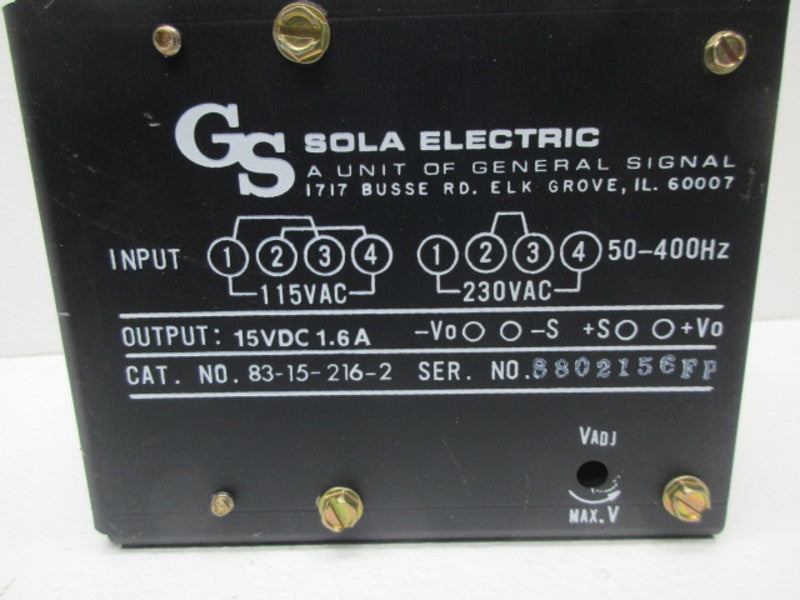 GS SOLA ELECTRIC
A UNIT OF GENERAL SIGNAL
1717 BUSSE RD. ELK GROVE, IL. 60007
INPUT 1 2 3 4 1 2 3 4 50-400Hz
115VAC 230VAC
OUTPUT: 15VDC 1.6A -Vo -S +S +Vo
CAT. NO. 83-15-216-2 SER. NO. 8802156FP
VADJ
MAX. V